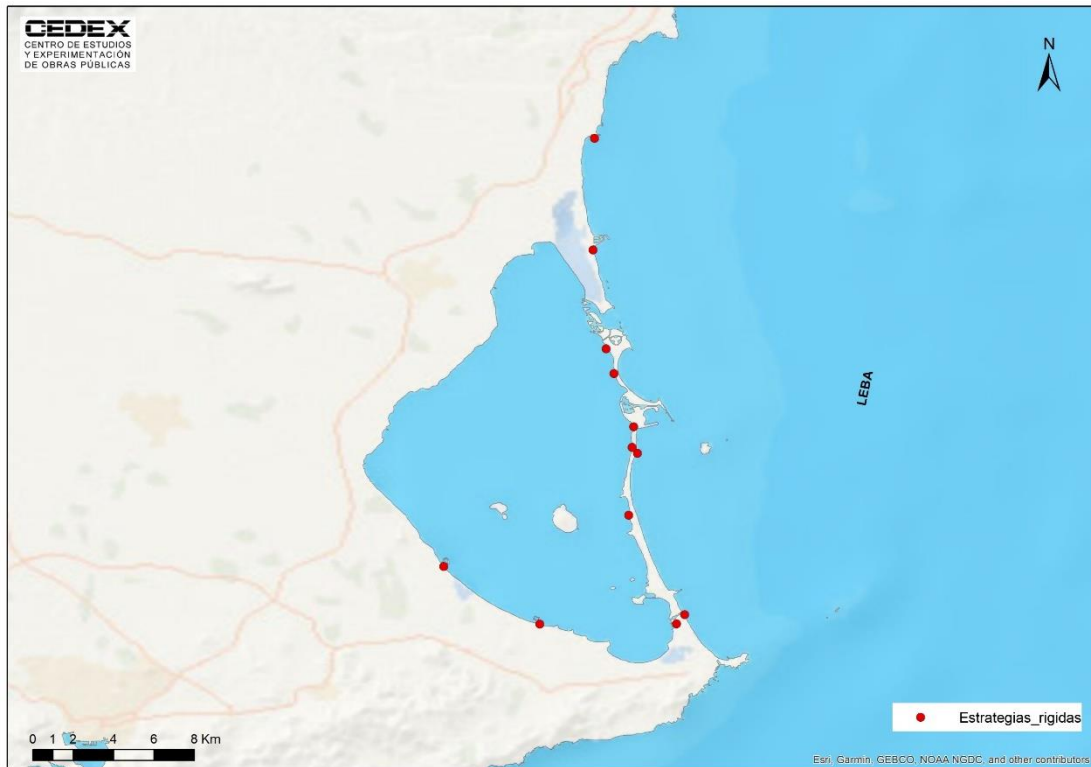 CEDEX
CENTRO DE ESTUDIOS
Y EXPERIMENTACIÓN
DE OBRAS PÚBLICAS
N
LEBA
Estrategias_rigidas
0 1 2 4 6 8 Km
Esri, Garmin, GEBCO, NOAA NGDC, and other contributors